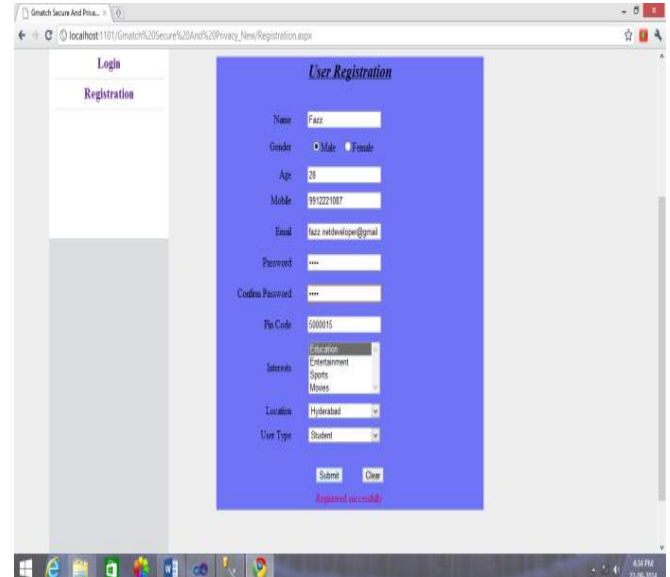 Gmatch Secure And Priva...
localhost:1101/Gmatch%20Secure%20And%20Privacy_New/Registration.aspx
Login
Registration
User Registration
Name Fazz
Gender Male Female
Age 28
Mobile 9912221087
Email fazz.netdeveloper@gmail
Password ••••
Confirm Password ••••
Pin Code 5000015
Interests Education
Entertainment
Sports
Movies
Location Hyderabad
User Type Student
Submit Clear
Registered successfully